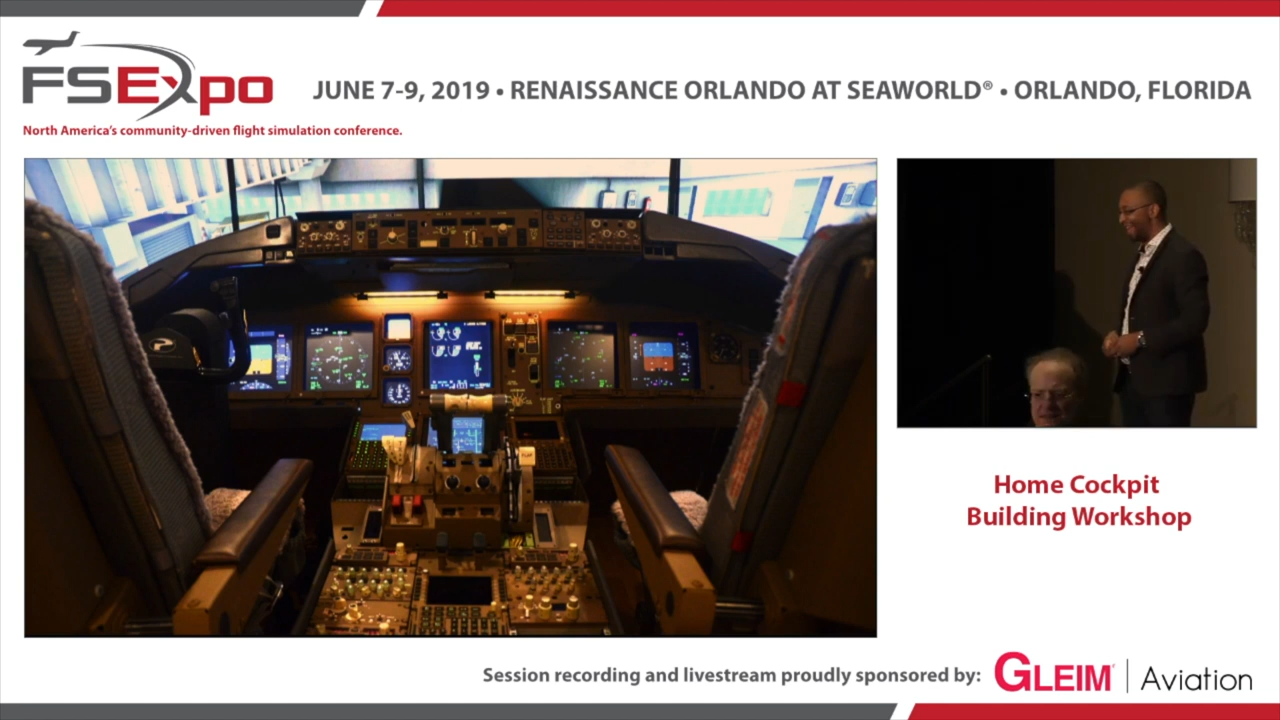 FSExpo
JUNE 7-9, 2019 • RENAISSANCE ORLANDO AT SEAWORLD® • ORLANDO, FLORIDA
North America's community-driven flight simulation conference.
Home Cockpit
Building Workshop
Session recording and livestream proudly sponsored by:
GLEIM® | Aviation